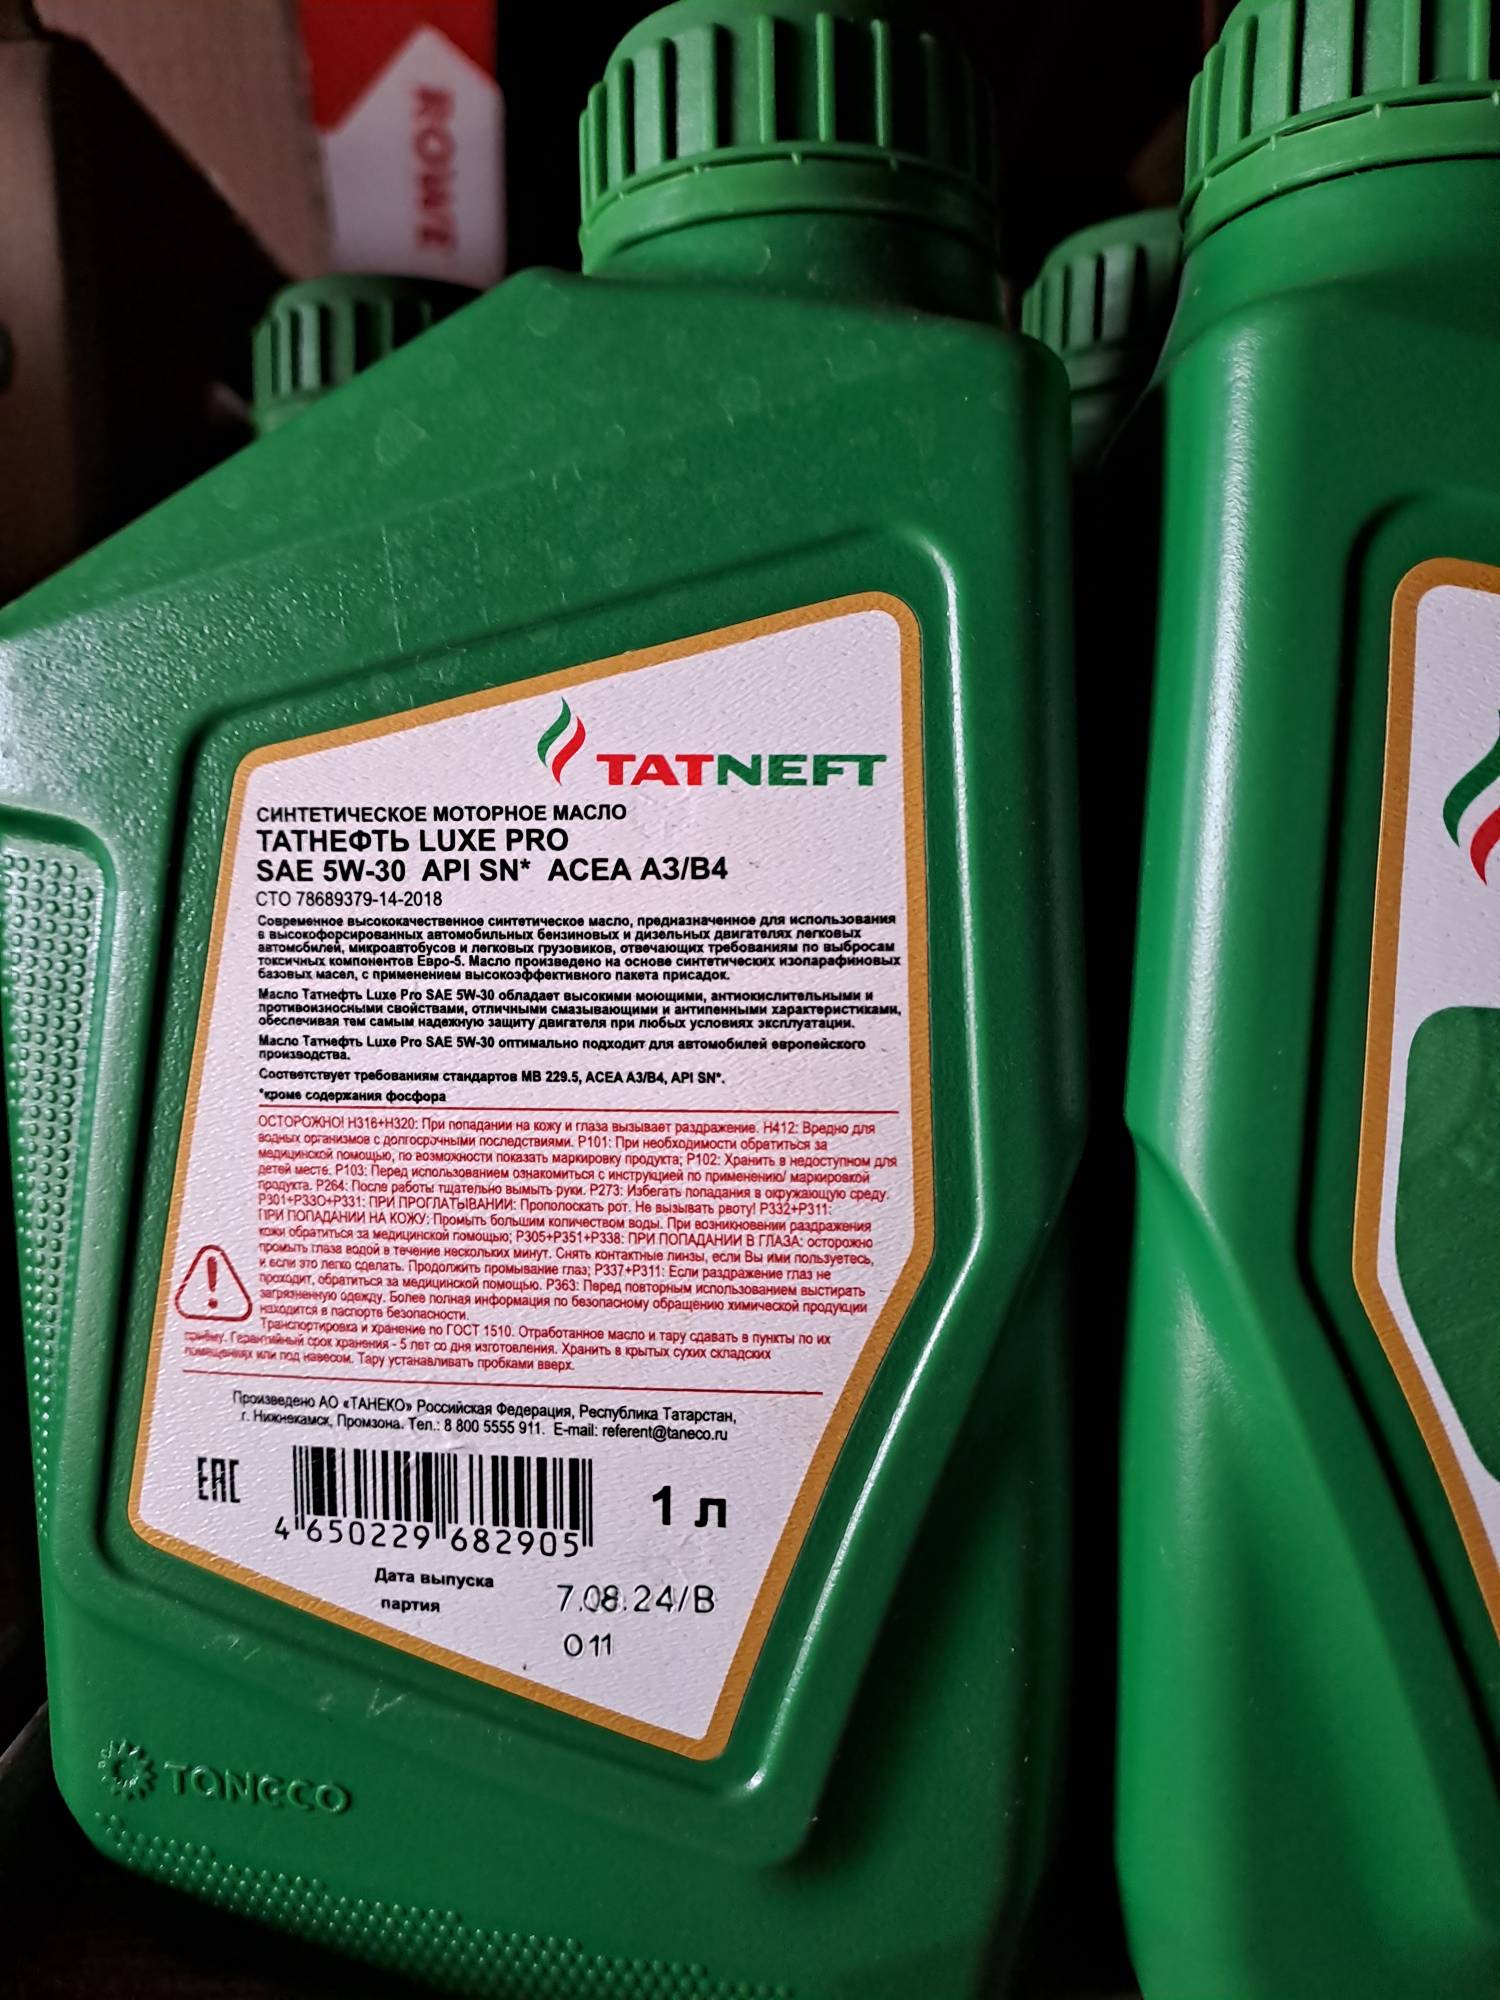 ROWE
TATNEFT
СИНТЕТИЧЕСКОЕ МОТОРНОЕ МАСЛО
ТАТНЕФТЬ LUXE PRO
SAE 5W-30 API SN* ACEA A3/B4
СТО 78689379-14-2018
Современное высококачественное синтетическое масло, предназначенное для использования
в высокофорсированных автомобильных бензиновых и дизельных двигателях легковых
автомобилей, микроавтобусов и легковых грузовиков, отвечающих требованиям по выбросам
токсичных компонентов Евро-5. Масло произведено на основе синтетических изопарафиновых
базовых масел, с применением высокоэффективного пакета присадок.
Масло Татнефть Luxe Pro SAE 5W-30 обладает высокими моющими, антиокислительными и
противоизносными свойствами, отличными смазывающими и антипенными характеристиками,
обеспечивая тем самым надежную защиту двигателя при любых условиях эксплуатации.
Масло Татнефть Luxe Pro SAE 5W-30 оптимально подходит для автомобилей европейского
производства.
Соответствует требованиям стандартов MB 229.5, ACEA A3/B4, API SN*.
*кроме содержания фосфора
ОСТОРОЖНО! H316+H320: При попадании на кожу и глаза вызывает раздражение. H412: Вредно для
водных организмов с долгосрочными последствиями. P101: При необходимости обратиться за
медицинской помощью, по возможности показать маркировку продукта; P102: Хранить в недоступном для
детей месте. P103: Перед использованием ознакомиться с инструкцией по применению/ маркировкой
продукта. P264: После работы тщательно вымыть руки. P273: Избегать попадания в окружающую среду.
P301+P330+P331: ПРИ ПРОГЛАТЫВАНИИ: Прополоскать рот. Не вызывать рвоту! P332+P311:
ПРИ ПОПАДАНИИ НА КОЖУ: Промыть большим количеством воды. При возникновении раздражения
кожи обратиться за медицинской помощью; P305+P351+P338: ПРИ ПОПАДАНИИ В ГЛАЗА: осторожно
промыть глаза водой в течение нескольких минут. Снять контактные линзы, если Вы ими пользуетесь,
и если это легко сделать. Продолжить промывание глаз; P337+P311: Если раздражение глаз не
проходит, обратиться за медицинской помощью. P363: Перед повторным использованием выстирать
загрязненную одежду. Более полная информация по безопасному обращению химической продукции
находится в паспорте безопасности.
Транспортировка и хранение по ГОСТ 1510. Отработанное масло и тару сдавать в пункты по их
приёму. Гарантийный срок хранения - 5 лет со дня изготовления. Хранить в крытых сухих складских
помещениях или под навесом. Тару устанавливать пробками вверх.
Произведено АО «ТАНЕКО» Российская Федерация, Республика Татарстан,
г. Нижнекамск, Промзона. Тел.: 8 800 5555 911. E-mail: referent@taneco.ru
EAC
1 л
4 650229 682905
Дата выпуска
7.08.24/В
партия
011
TANECO